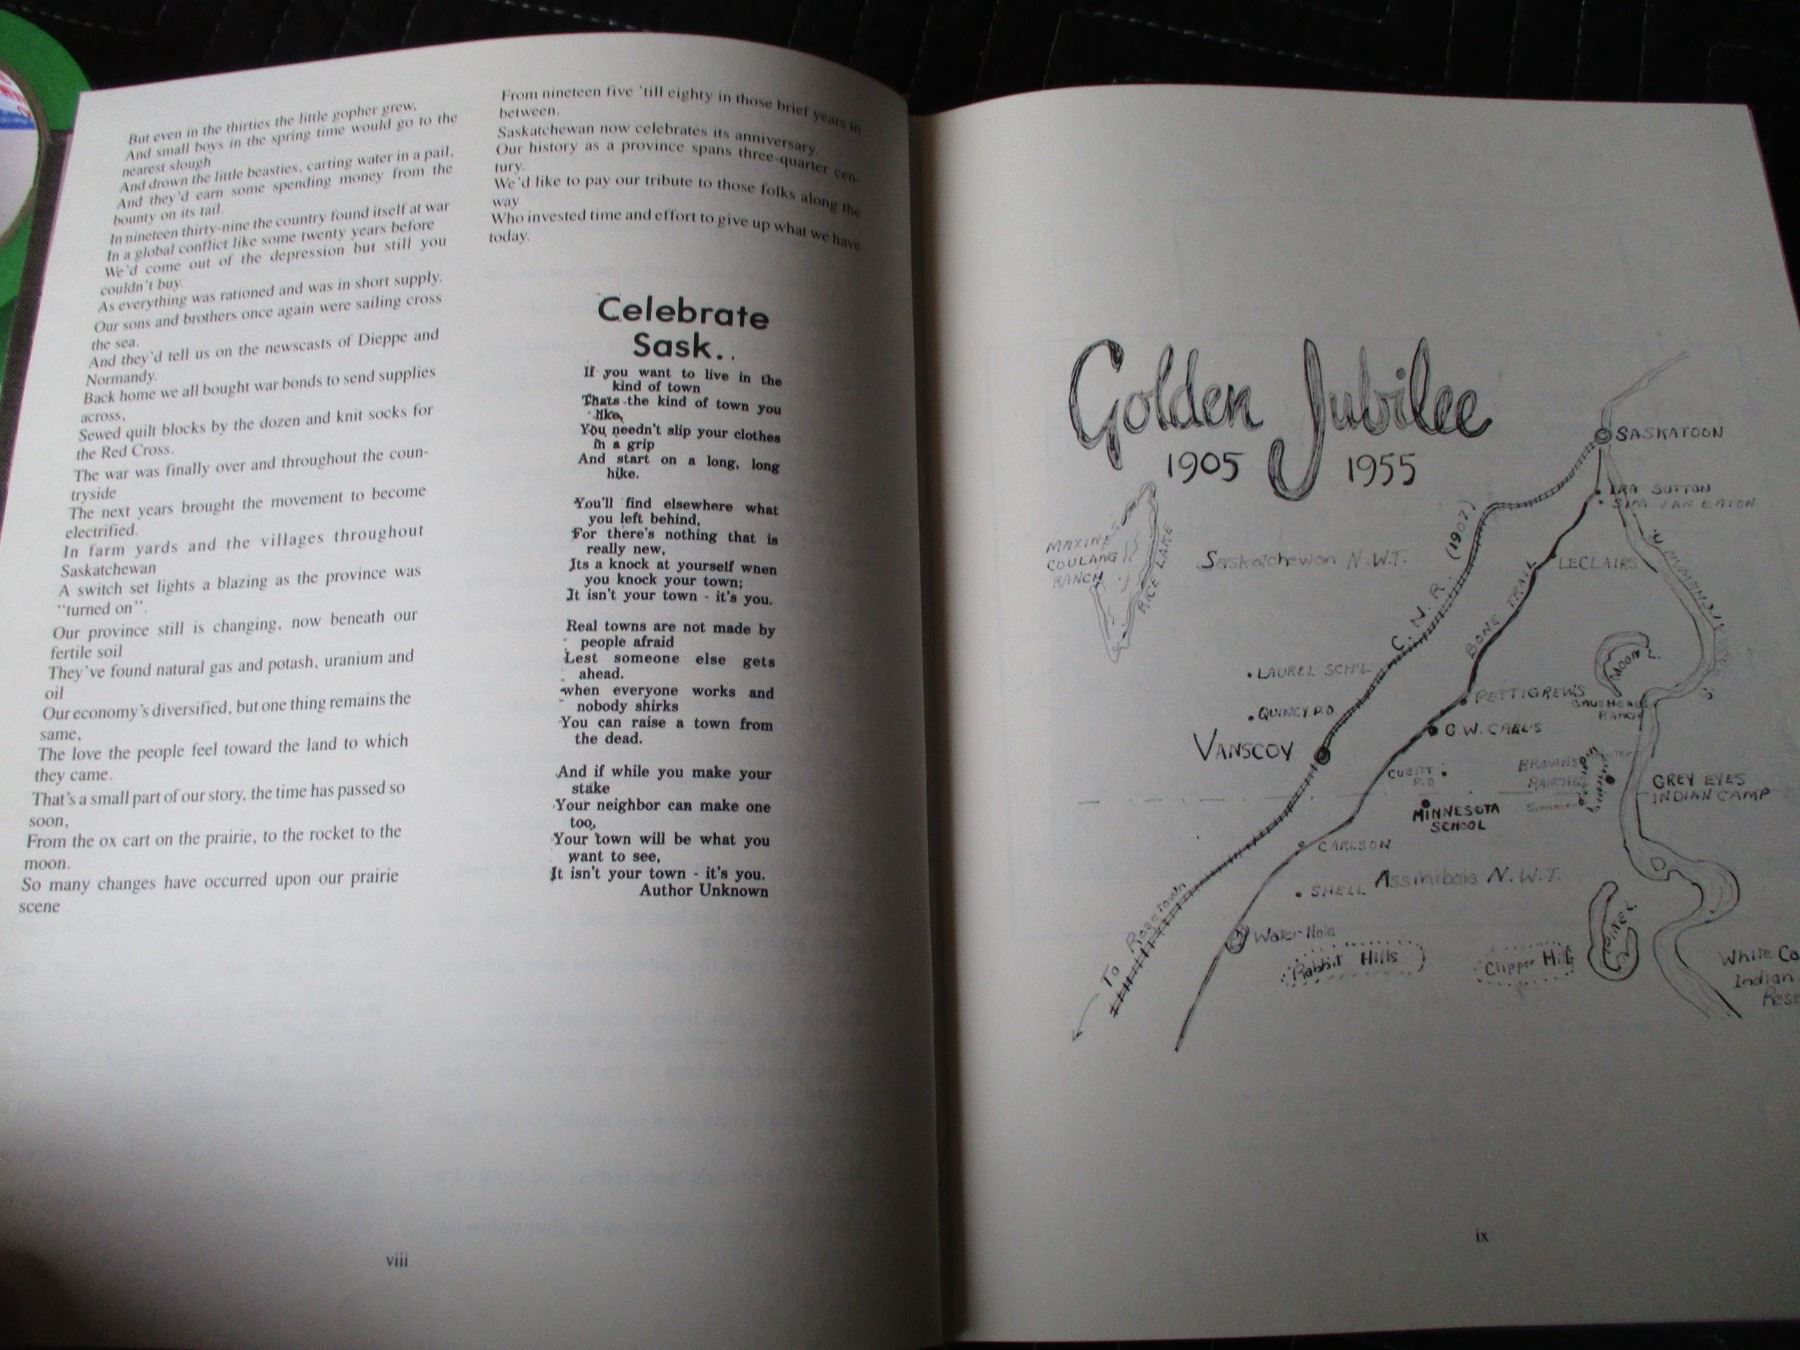 But even in the thirties the little gopher grew,
And small boys in the spring time would go to the
nearest slough
And drown the little beasties, carting water in a pail,
And they'd earn some spending money from the
bounty on its tail.
In nineteen thirty-nine the country found itself at war
In a global conflict like some twenty years before
We'd come out of the depression but still you
couldn't buy.
As everything was rationed and was in short supply.
Our sons and brothers once again were sailing cross
the sea.
And they'd tell us on the newscasts of Dieppe and
Normandy.
Back home we all bought war bonds to send supplies
across,
Sewed quilt blocks by the dozen and knit socks for
the Red Cross.
The war was finally over and throughout the coun-
tryside
The next years brought the movement to become
electrified.
In farm yards and the villages throughout
Saskatchewan
A switch set lights a blazing as the province was
"turned on".
Our province still is changing, now beneath our
fertile soil
They've found natural gas and potash, uranium and
oil
Our economy's diversified, but one thing remains the
same,
The love the people feel toward the land to which
they came.
That's a small part of our story, the time has passed so
soon,
From the ox cart on the prairie, to the rocket to the
moon.
So many changes have occurred upon our prairie
scene
From nineteen five 'till eighty in those brief years in
between.
Saskatchewan now celebrates its anniversary.
Our history as a province spans three-quarter cen-
tury.
We'd like to pay our tribute to those folks along the
way
Who invested time and effort to give up what we have
today.
Celebrate
Sask..
If you want to live in the
kind of town
Thats the kind of town you
like,
You needn't slip your clothes
in a grip
And start on a long, long
hike.
You'll find elsewhere what
you left behind,
For there's nothing that is
really new,
Its a knock at yourself when
you knock your town;
It isn't your town - it's you.
Real towns are not made by
people afraid
Lest someone else gets
ahead.
when everyone works and
nobody shirks
You can raise a town from
the dead.
And if while you make your
stake
Your neighbor can make one
too,
Your town will be what you
want to see,
It isn't your town - it's you.
Author Unknown
viii
Golden Jubilee
1905 1955
SASKATOON
IRA SUTTON
SIM VAN EATON
MAXIME
COULANG
RANCH
RICE LAKE
Saskatchewan N.W.T.
C.N.R. (1907)
BONE TRAIL
LECLAIRS
LAUREL SCH'L
QUINCY P.O.
VANSCOY
MOON L.
PETTIGREW'S
RANCH
G.W. CARL'S
P.O
MINNESOTA
SCHOOL
BROWNS
RANCHES
Winter
Summer
GREY EYES
INDIAN CAMP
CARLSON
SHELL
Assiniboia N.W.T.
Water Hole
Rabbit Hills
Clipper Hill
PIKE L.
White Ca
Indian
Rese
To Rosetown
ix